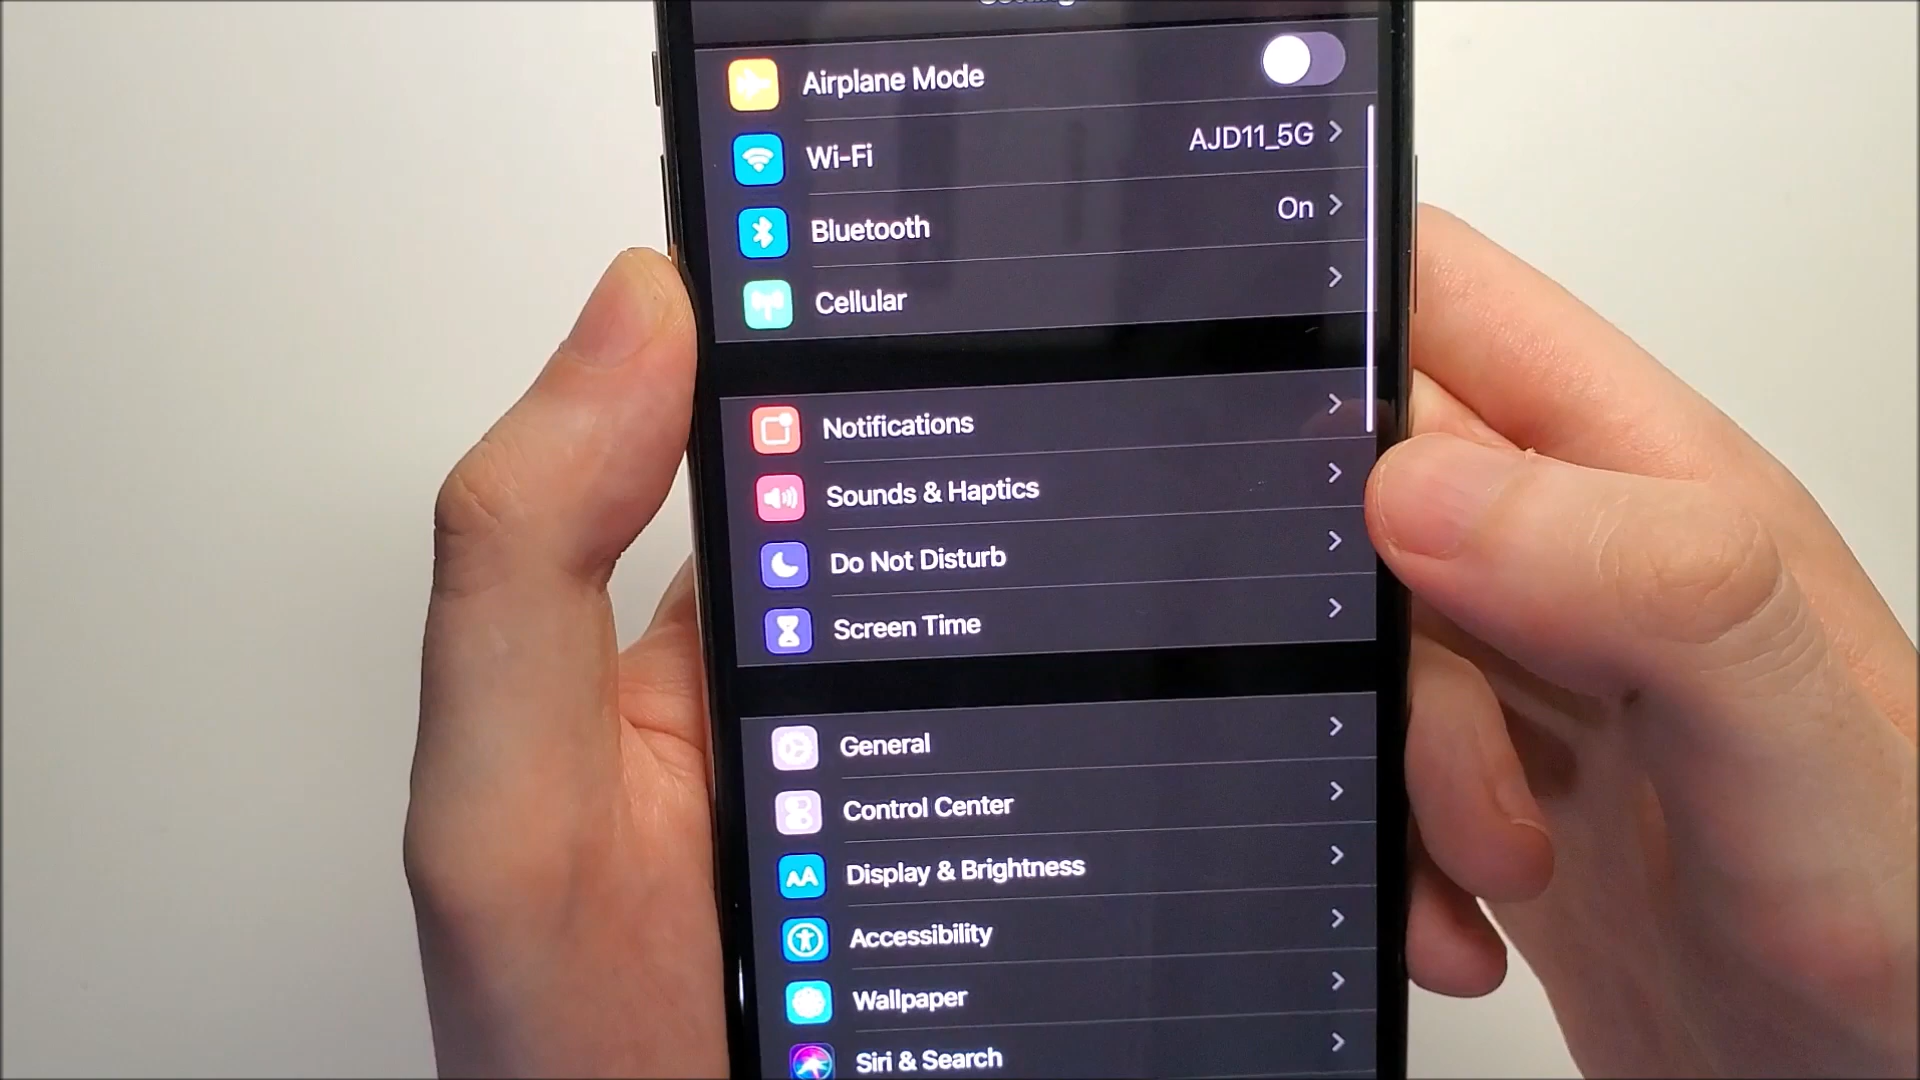 Airplane Mode
Wi-Fi AJD11_5G
Bluetooth On
Cellular
Notifications
Sounds & Haptics
Do Not Disturb
Screen Time
General
Control Center
AA Display & Brightness
Accessibility
Wallpaper
Siri & Search